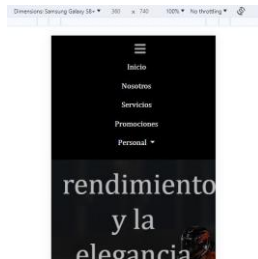 Dimensions: Samsung Galaxy S8+ ▼ 360 x 740 100% ▼ No throttling ▼
Inicio
Nosotros
Servicios
Promociones
Personal
rendimiento
y la
elegancia